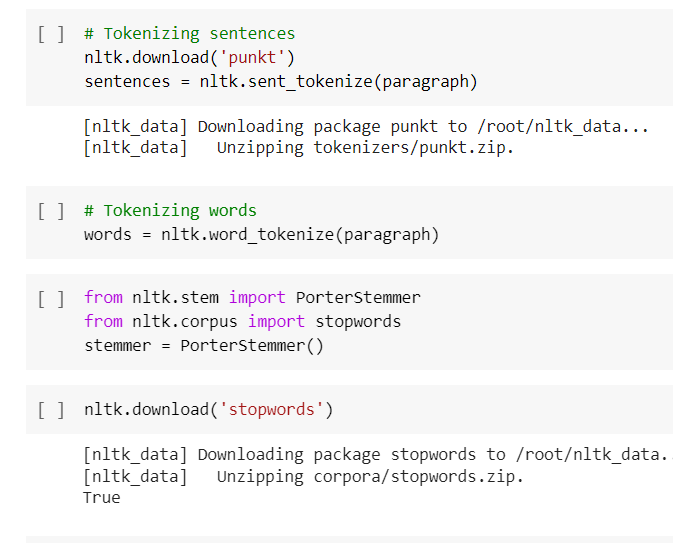 [ ] # Tokenizing sentences
nltk.download('punkt')
sentences = nltk.sent_tokenize(paragraph)
[nltk_data] Downloading package punkt to /root/nltk_data...
[nltk_data]   Unzipping tokenizers/punkt.zip.
[ ] # Tokenizing words
words = nltk.word_tokenize(paragraph)
[ ] from nltk.stem import PorterStemmer
from nltk.corpus import stopwords
stemmer = PorterStemmer()
[ ] nltk.download('stopwords')
[nltk_data] Downloading package stopwords to /root/nltk_data.
[nltk_data]   Unzipping corpora/stopwords.zip.
True